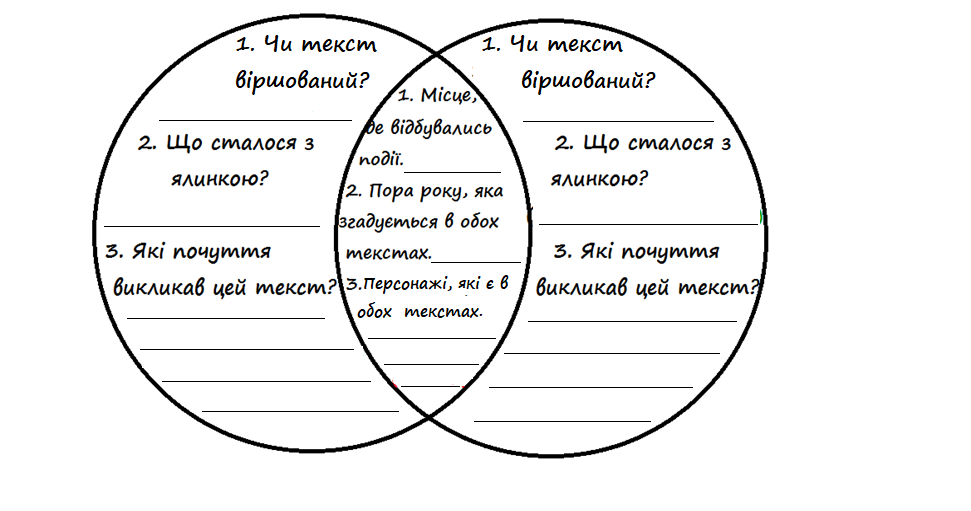 1. Чи текст
віршований?
2. Що сталося з
ялинкою?
3. Які почуття
викликав цей текст?
1. Місце,
де відбувались
події.
2. Пора року, яка
згадується в обох
текстах.
3.Персонажі, які є в
обох текстах.
1. Чи текст
віршований?
2. Що сталося з
ялинкою?
3. Які почуття
викликав цей текст?